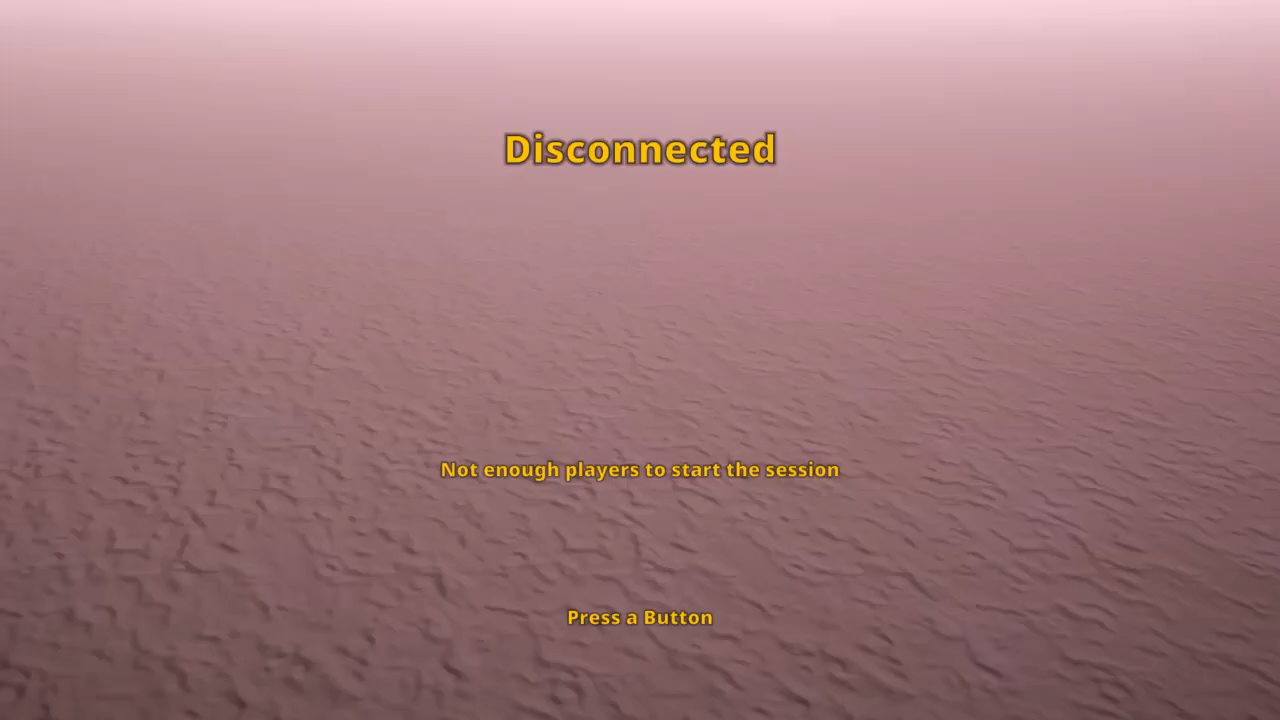 Disconnected
Not enough players to start the session
Press a Button